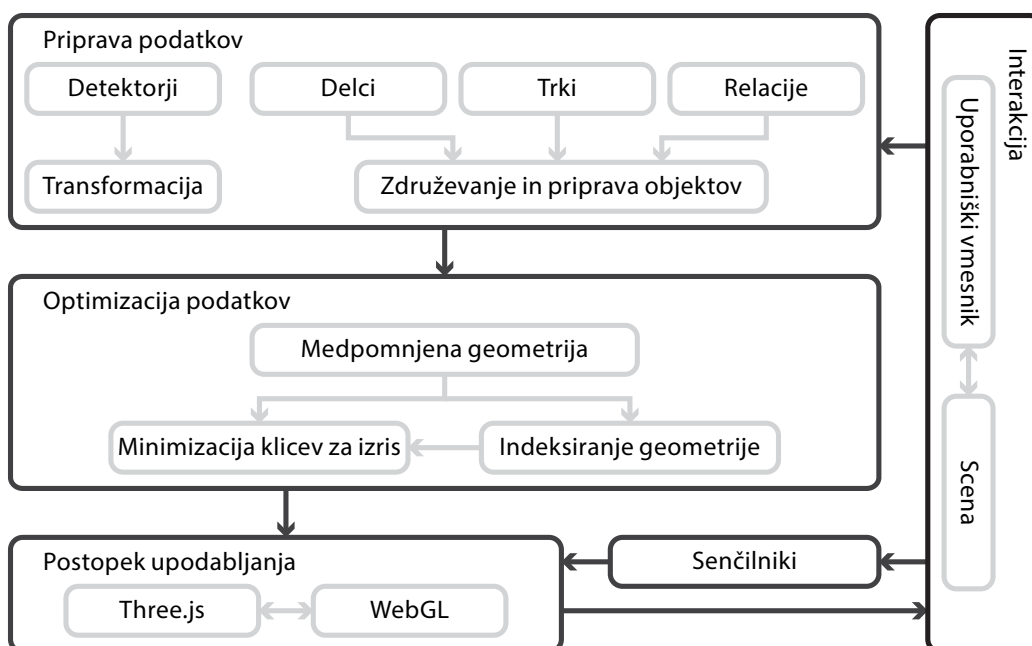 Priprava podatkov
Detektorji
Delci
Trki
Relacije
Transformacija
Združevanje in priprava objektov
Optimizacija podatkov
Medpomnjena geometrija
Minimizacija klicev za izris
Indeksiranje geometrije
Postopek upodabljanja
Three.js
WebGL
Senčilniki
Interakcija
Uporabniški vmesnik
Scena